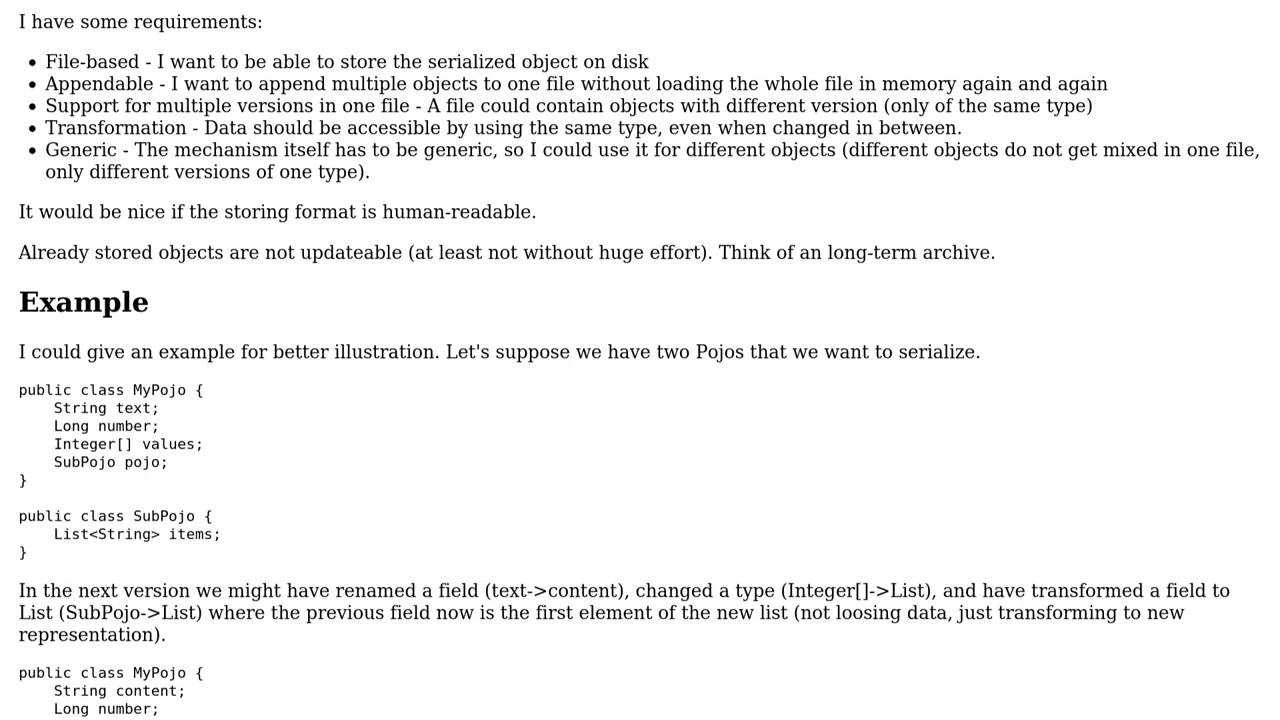 I have some requirements:
• File-based - I want to be able to store the serialized object on disk
• Appendable - I want to append multiple objects to one file without loading the whole file in memory again and again
• Support for multiple versions in one file - A file could contain objects with different version (only of the same type)
• Transformation - Data should be accessible by using the same type, even when changed in between.
• Generic - The mechanism itself has to be generic, so I could use it for different objects (different objects do not get mixed in one file,
only different versions of one type).
It would be nice if the storing format is human-readable.
Already stored objects are not updateable (at least not without huge effort). Think of an long-term archive.
Example
I could give an example for better illustration. Let's suppose we have two Pojos that we want to serialize.
public class MyPojo {
    String text;
    Long number;
    Integer[] values;
    SubPojo pojo;
}
public class SubPojo {
    List<String> items;
}
In the next version we might have renamed a field (text->content), changed a type (Integer[]->List), and have transformed a field to
List (SubPojo->List) where the previous field now is the first element of the new list (not loosing data, just transforming to new
representation).
public class MyPojo {
    String content;
    Long number;